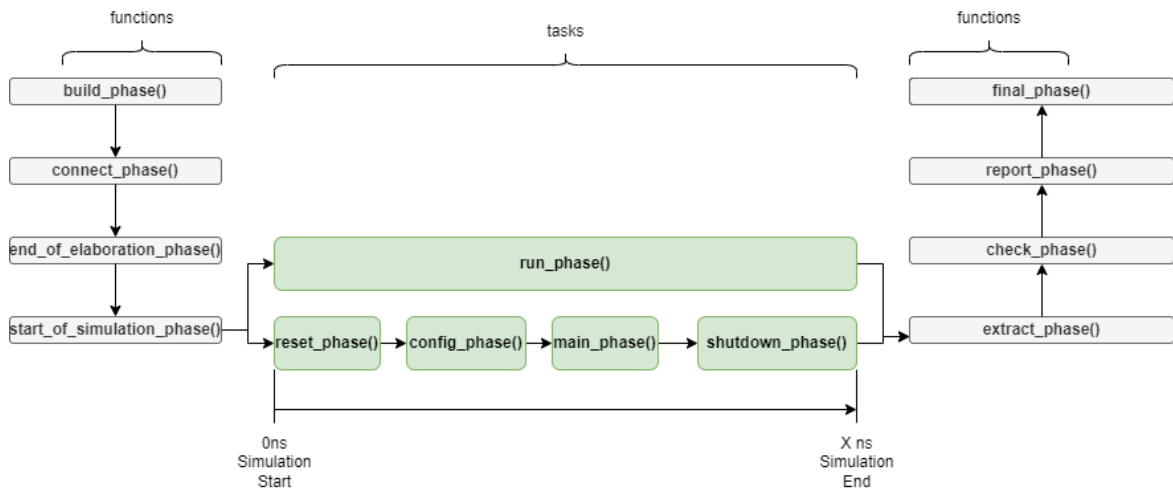 functions
tasks
functions
build_phase()
connect_phase()
end_of_elaboration_phase()
start_of_simulation_phase()
run_phase()
reset_phase()
config_phase()
main_phase()
shutdown_phase()
final_phase()
report_phase()
check_phase()
extract_phase()
0ns
Simulation
Start
X ns
Simulation
End